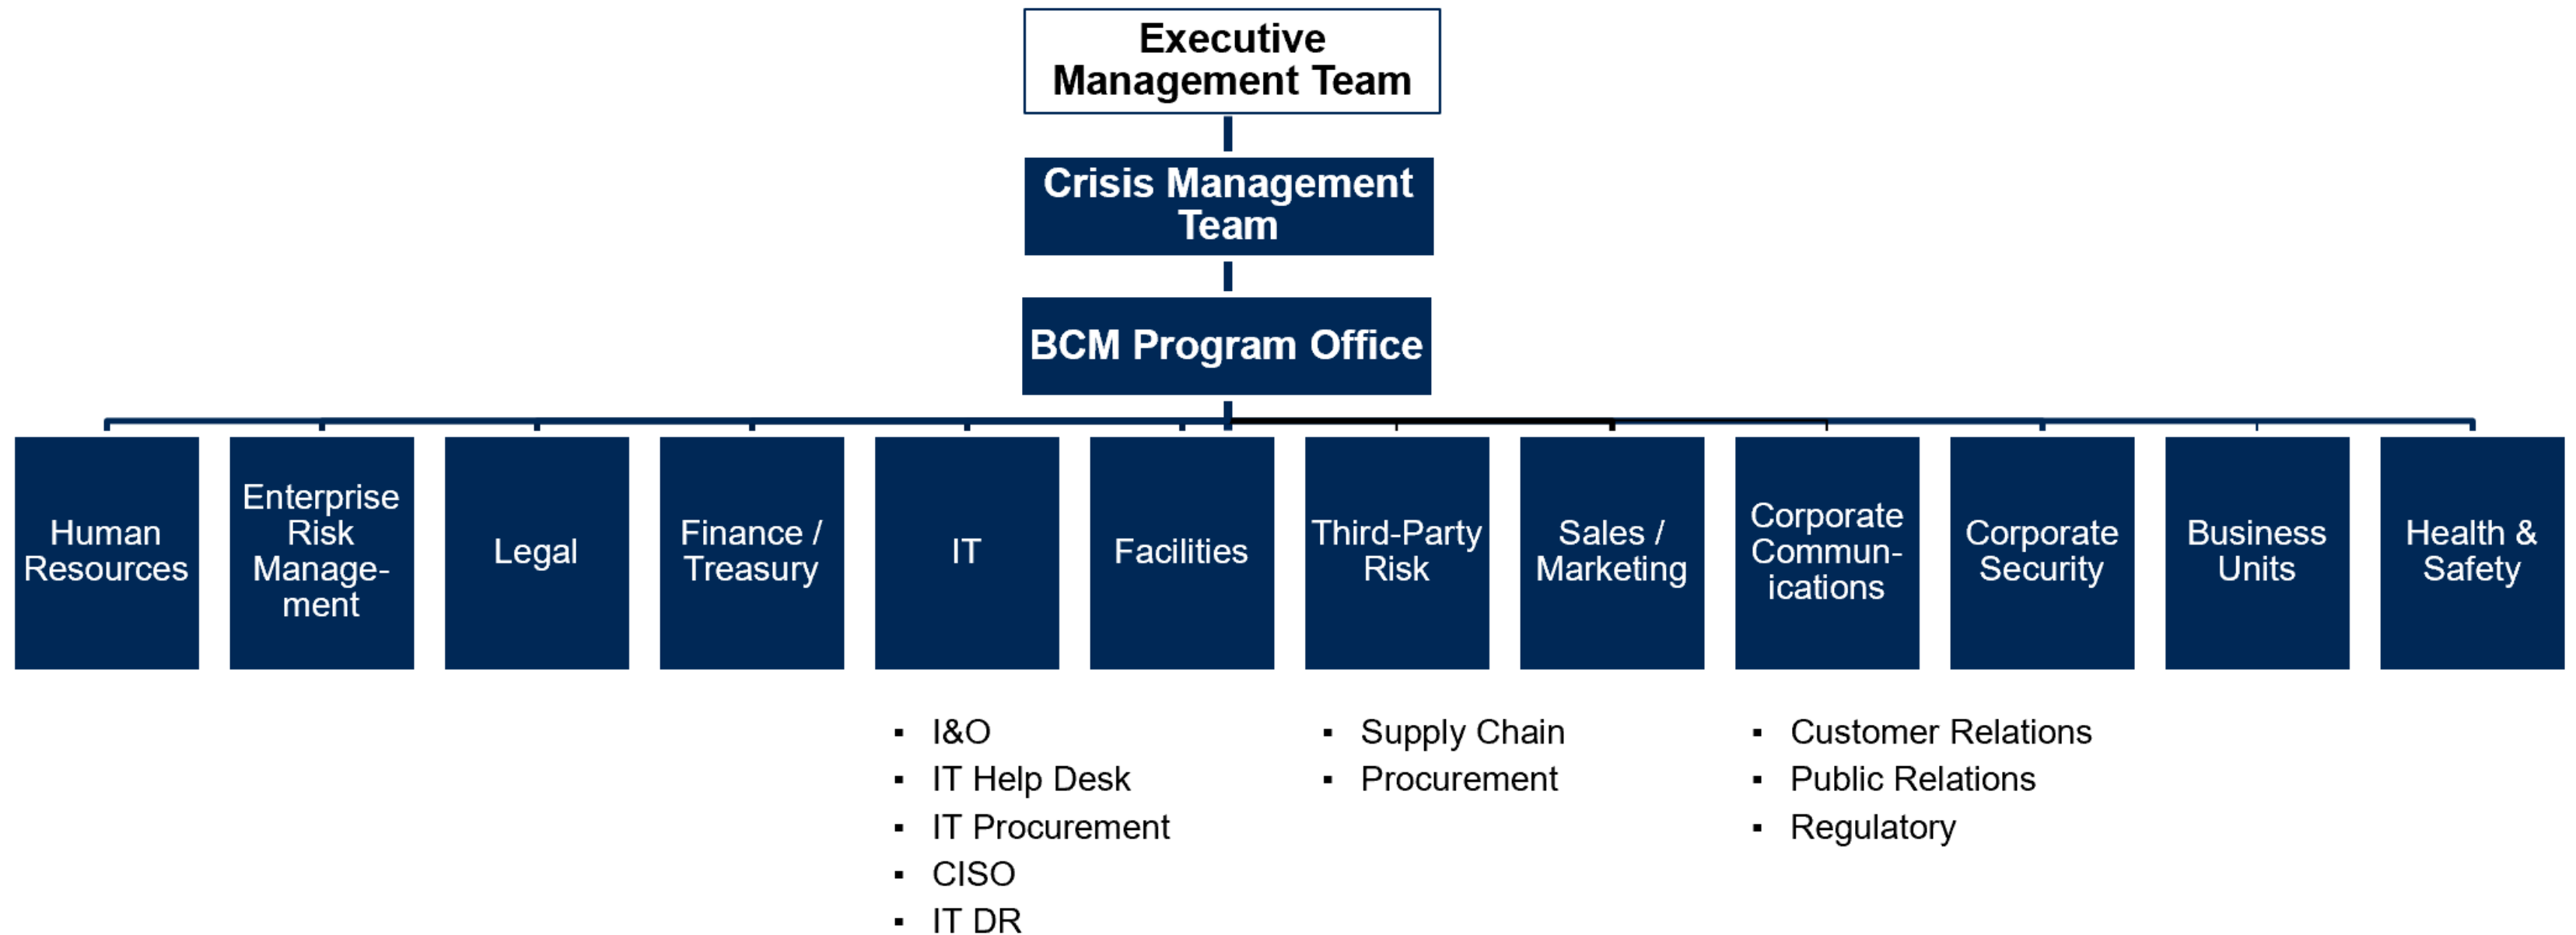 Executive
Management Team
Crisis Management
Team
BCM Program Office
Human
Resources
Enterprise
Risk
Manage-
ment
Legal
Finance /
Treasury
IT
Facilities
Third-Party
Risk
Sales /
Marketing
Corporate
Commun-
ications
Corporate
Security
Business
Units
Health &
Safety
▪ I&O
▪ IT Help Desk
▪ IT Procurement
▪ CISO
▪ IT DR
▪ Supply Chain
▪ Procurement
▪ Customer Relations
▪ Public Relations
▪ Regulatory